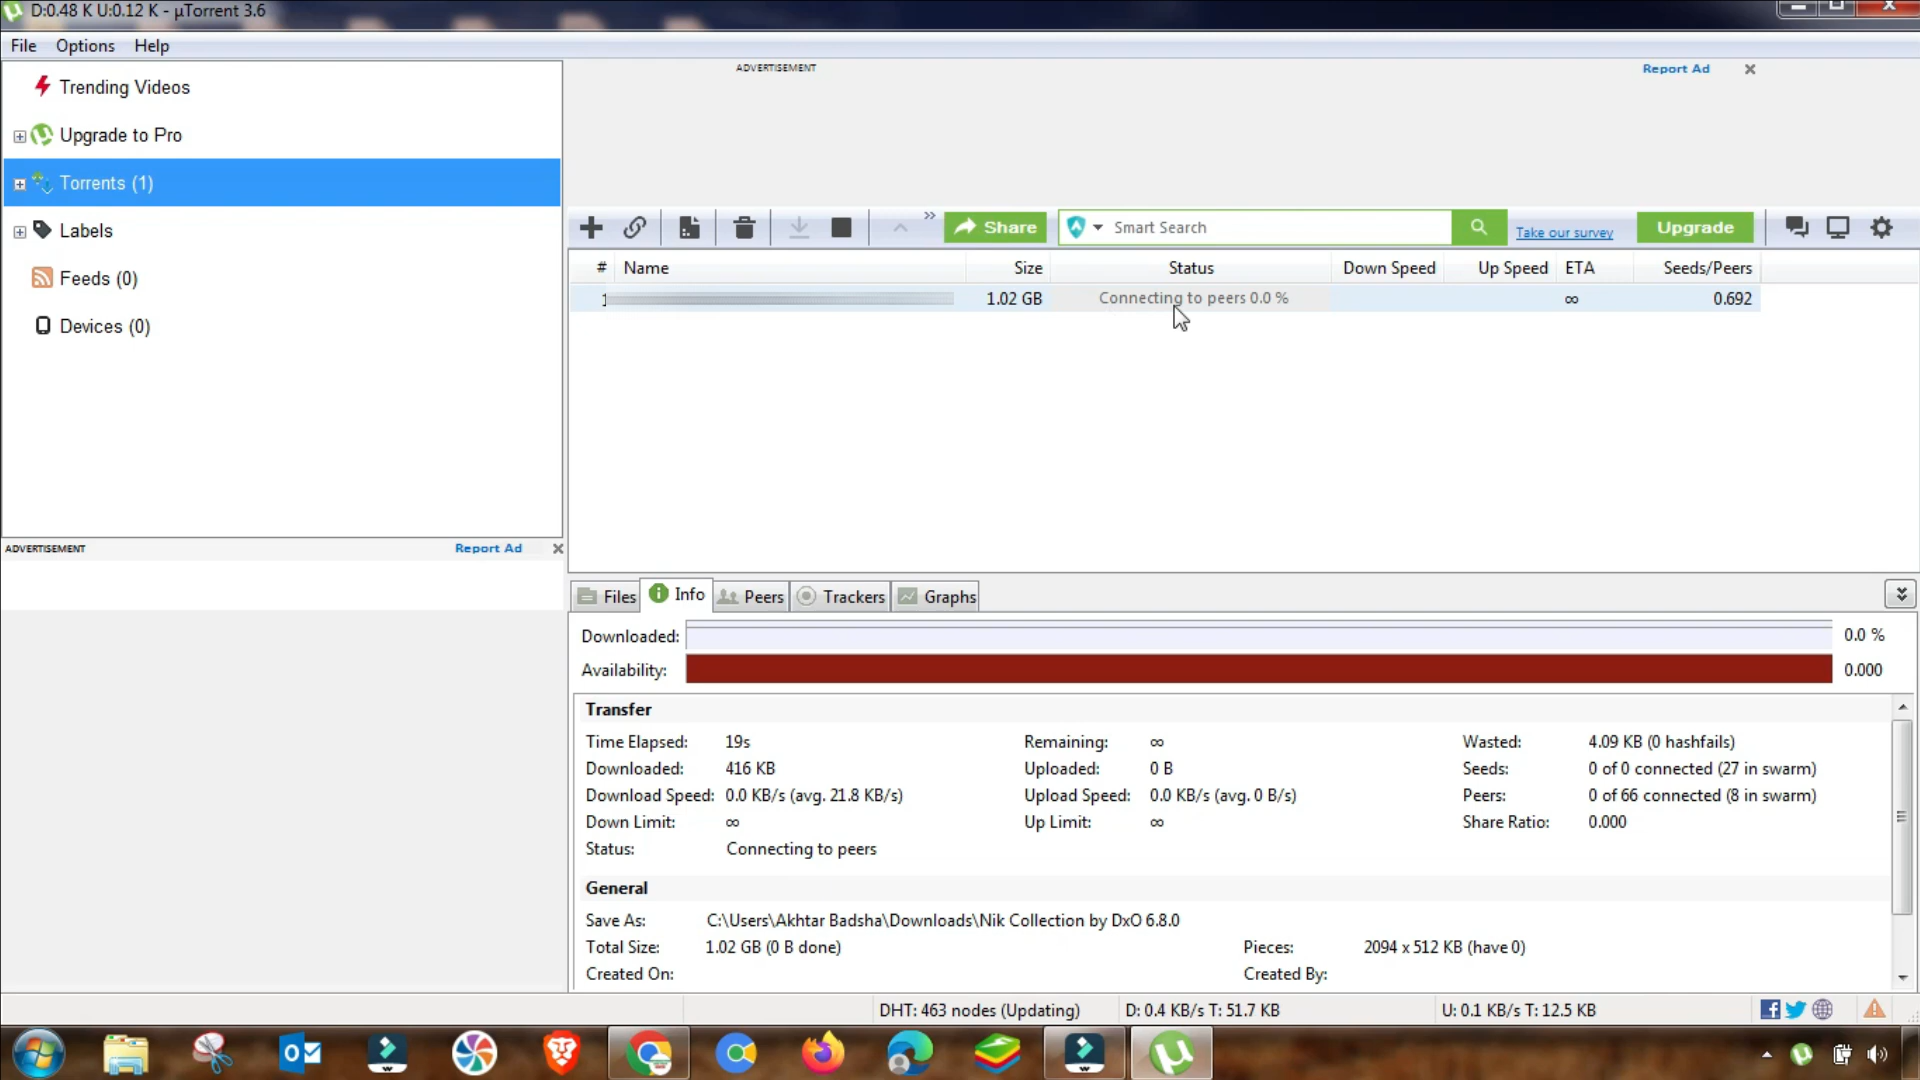 D:0.48 K U:0.12 K - µTorrent 3.6
File Options Help
Trending Videos
Upgrade to Pro
Torrents (1)
Labels
Feeds (0)
Devices (0)
ADVERTISEMENT Report Ad
ADVERTISEMENT Report Ad
Share Smart Search Take our survey Upgrade
# Name Size Status Down Speed Up Speed ETA Seeds/Peers
1 1.02 GB Connecting to peers 0.0 % ∞ 0.692
Files Info Peers Trackers Graphs
Downloaded: 0.0 %
Availability: 0.000
Transfer
Time Elapsed: 19s Remaining: ∞ Wasted: 4.09 KB (0 hashfails)
Downloaded: 416 KB Uploaded: 0 B Seeds: 0 of 0 connected (27 in swarm)
Download Speed: 0.0 KB/s (avg. 21.8 KB/s) Upload Speed: 0.0 KB/s (avg. 0 B/s) Peers: 0 of 66 connected (8 in swarm)
Down Limit: ∞ Up Limit: ∞ Share Ratio: 0.000
Status: Connecting to peers
General
Save As: C:\Users\Akhtar Badsha\Downloads\Nik Collection by DxO 6.8.0
Total Size: 1.02 GB (0 B done) Pieces: 2094 x 512 KB (have 0)
Created On: Created By:
DHT: 463 nodes (Updating) D: 0.4 KB/s T: 51.7 KB U: 0.1 KB/s T: 12.5 KB